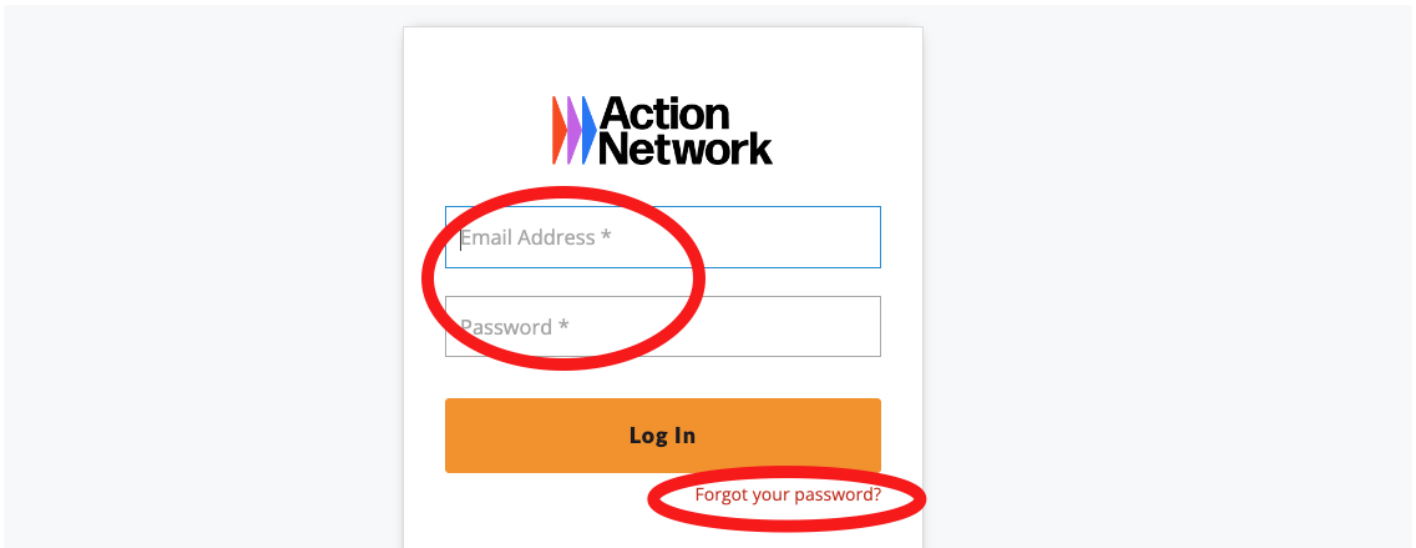 Action
Network
Email Address *
Password *
Log In
Forgot your password?